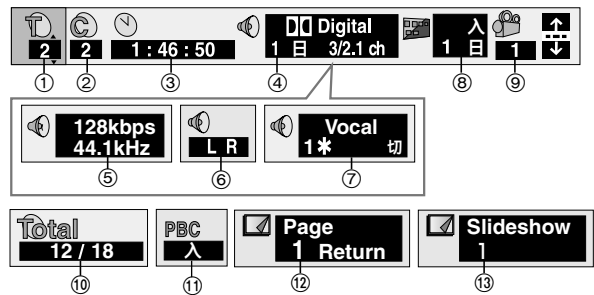 T C DD Digital 入
2 2 1:46:50 1 日 3/2.1 ch 1 日 1
① ② ③ ④ ⑧ ⑨
128kbps Vocal
44.1kHz L R 1✱ 切
⑤ ⑥ ⑦
Total PBC Page Slideshow
12 / 18 入 1 Return 1
⑩ ⑪ ⑫ ⑬